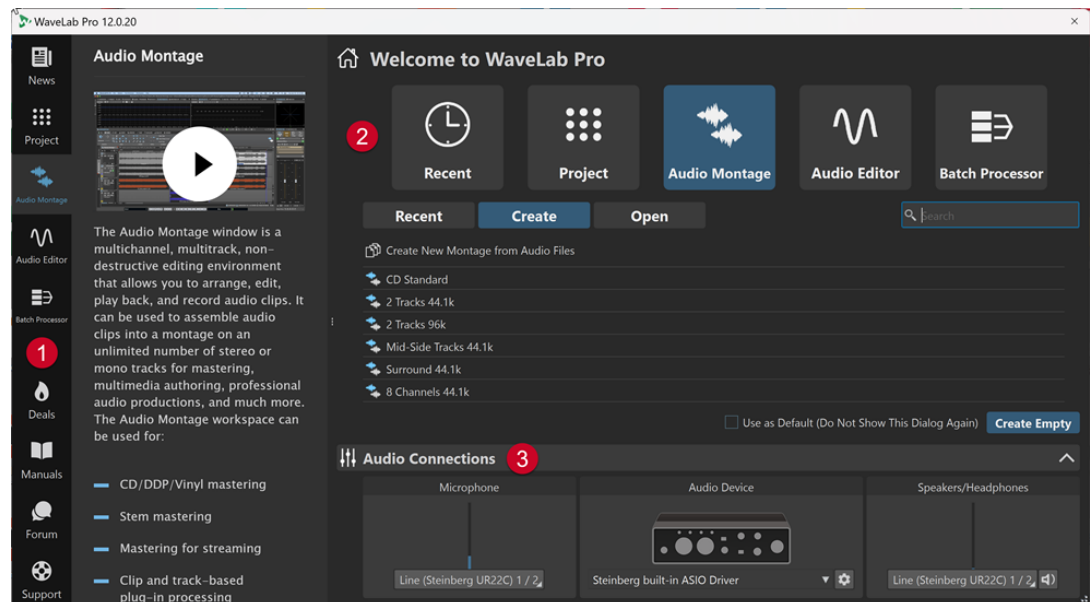 WaveLab Pro 12.0.20
News
Project
Audio Montage
Audio Editor
Batch Processor
1
Deals
Manuals
Forum
Support
Audio Montage
The Audio Montage window is a
multichannel, multitrack, non-
destructive editing environment
that allows you to arrange, edit,
play back, and record audio clips. It
can be used to assemble audio
clips into a montage on an
unlimited number of stereo or
mono tracks for mastering,
multimedia authoring, professional
audio productions, and much more.
The Audio Montage workspace can
be used for:
CD/DDP/Vinyl mastering
Stem mastering
Mastering for streaming
Clip and track-based
plug-in processing
Welcome to WaveLab Pro
2
Recent
Project
Audio Montage
Audio Editor
Batch Processor
Recent
Create
Open
Search
Create New Montage from Audio Files
CD Standard
2 Tracks 44.1k
2 Tracks 96k
Mid-Side Tracks 44.1k
Surround 44.1k
8 Channels 44.1k
Use as Default (Do Not Show This Dialog Again)
Create Empty
Audio Connections
3
Microphone
Line (Steinberg UR22C) 1 / 2
Audio Device
Steinberg built-in ASIO Driver
Speakers/Headphones
Line (Steinberg UR22C) 1 / 2